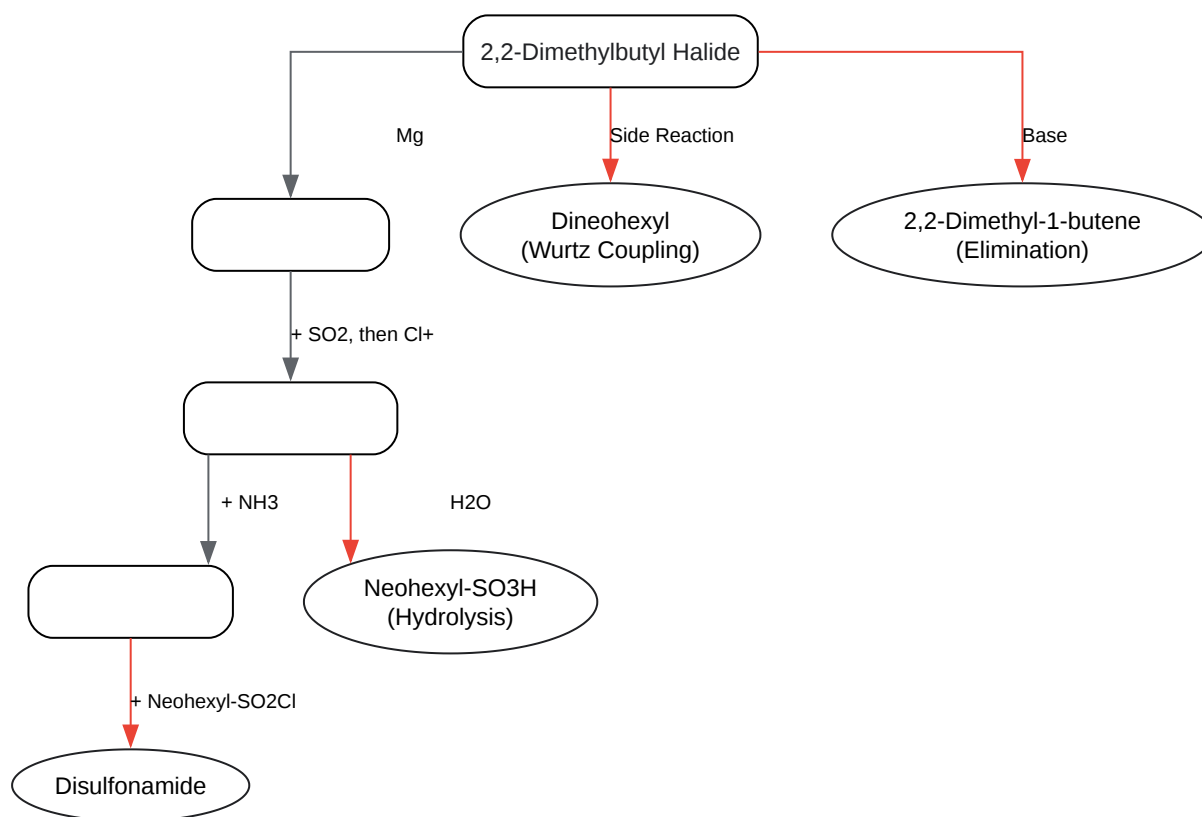 2,2-Dimethylbutyl Halide
Mg
Side Reaction
Base
Dineohexyl
(Wurtz Coupling)
2,2-Dimethyl-1-butene
(Elimination)
+ SO2, then Cl+
+ NH3
H2O
Neohexyl-SO3H
(Hydrolysis)
+ Neohexyl-SO2Cl
Disulfonamide